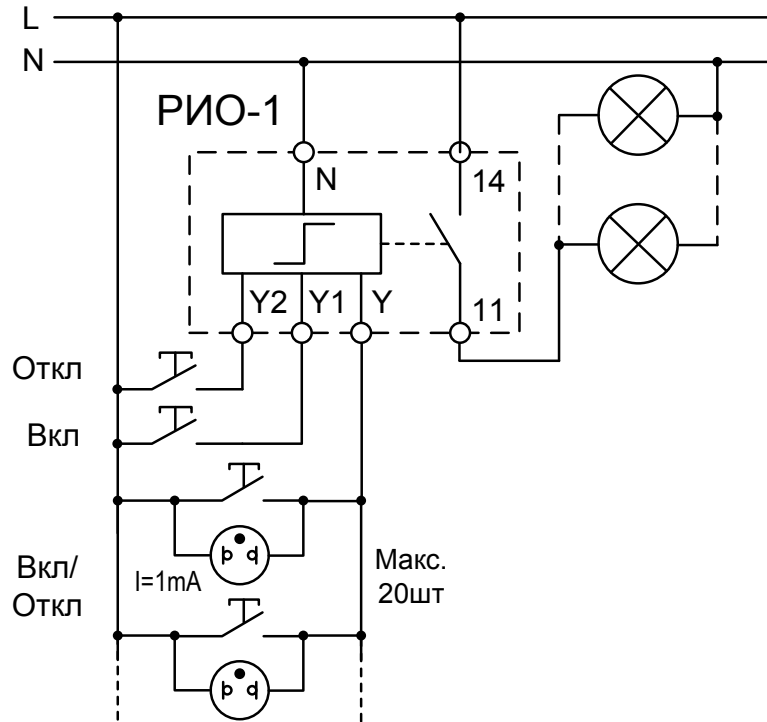 L
N
РИО-1
N
14
Y2
Y1
Y
11
Откл
Вкл
Вкл/
Откл
I=1mA
Макс.
20шт